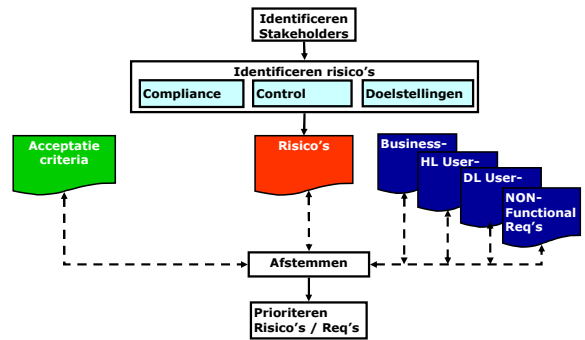 Identificeren
Stakeholders
Identificeren risico's
Compliance
Control
Doelstellingen
Acceptatie
criteria
Risico's
Business-
HL User-
DL User-
NON-
Functional
Req's
Afstemmen
Prioriteren
Risico's / Req's